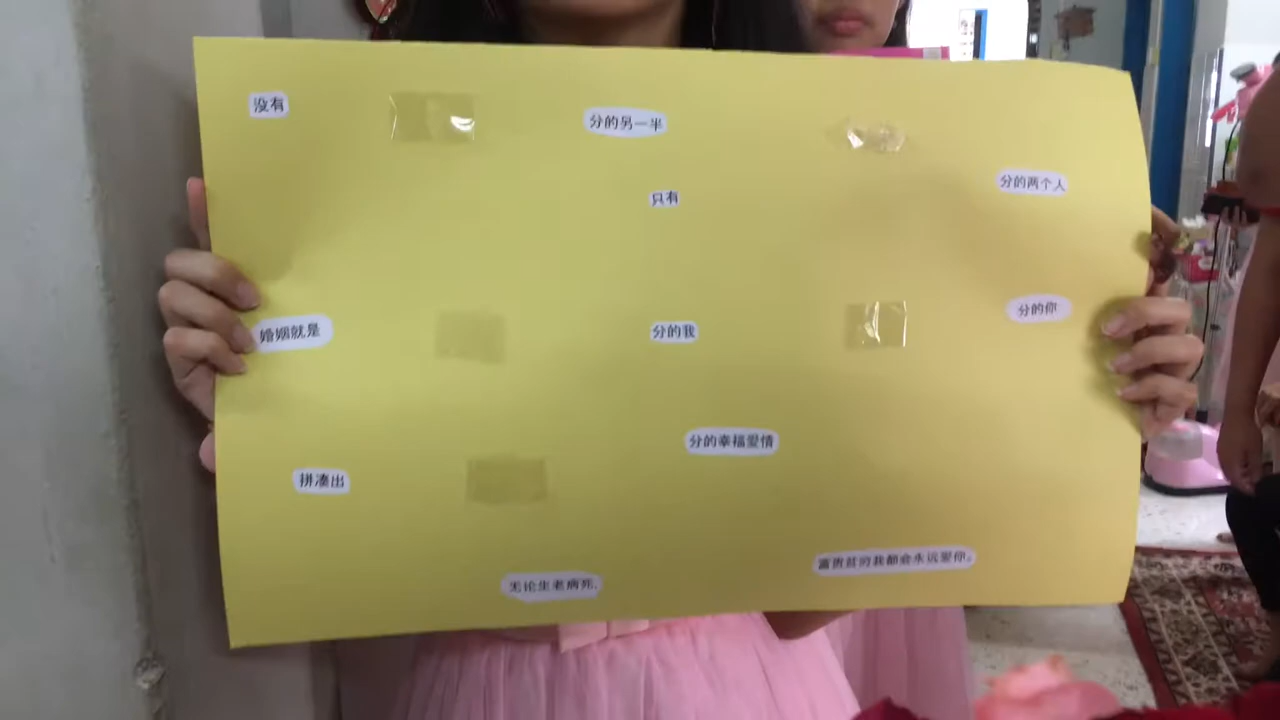 没有 分的另一半
只有 分的两个人
婚姻就是 分的我 分的你
拼凑出 分的幸福爱情
无论生老病死,
富贵贫穷我都会永远爱你。